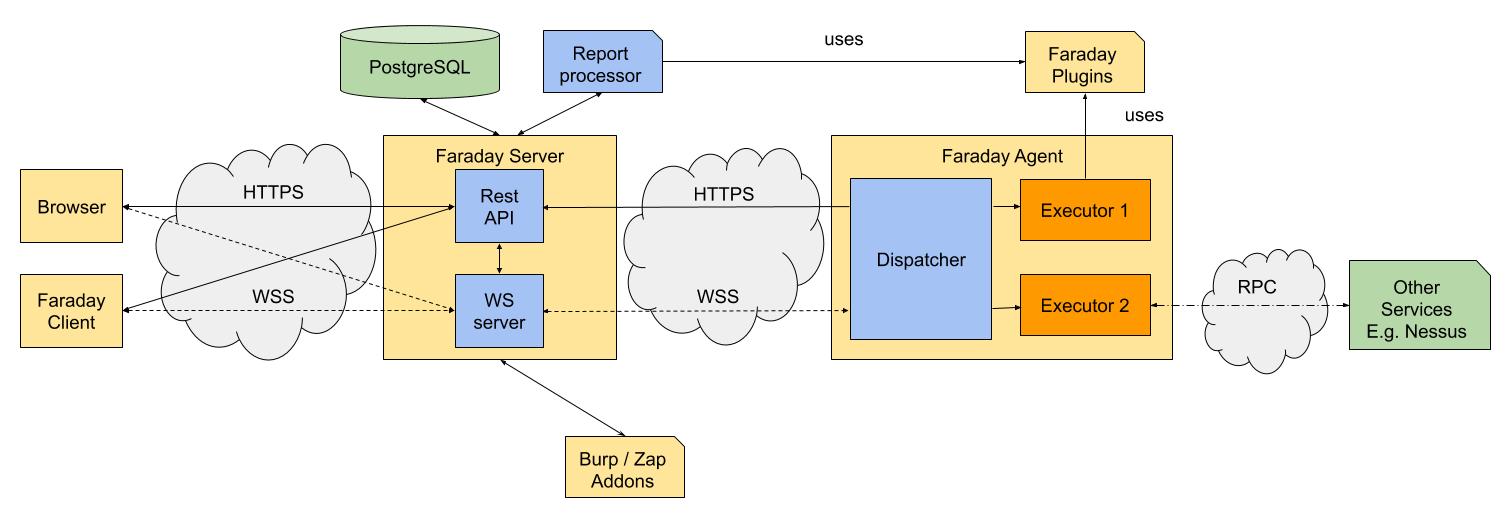 PostgreSQL
Report
processor
uses
Faraday
Plugins
uses
Faraday Server
Faraday Agent
HTTPS
Rest
API
HTTPS
Browser
Executor 1
Dispatcher
Faraday
Client
WSS
WS
server
WSS
Executor 2
RPC
Other
Services
E.g. Nessus
Burp / Zap
Addons